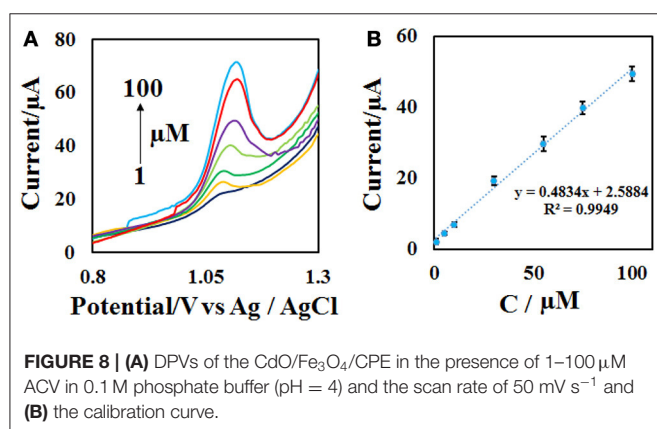 A
80
60
40
20
0
Current/µA
100
µM
1
0.8 1.05 1.3
Potential/V vs Ag / AgCl
B
60
40
20
0
Current/µA
y = 0.4834x + 2.5884
R² = 0.9949
0 50 100
C / µM
FIGURE 8 | (A) DPVs of the CdO/Fe₃O₄/CPE in the presence of 1–100 µM
ACV in 0.1 M phosphate buffer (pH = 4) and the scan rate of 50 mV s⁻¹ and
(B) the calibration curve.